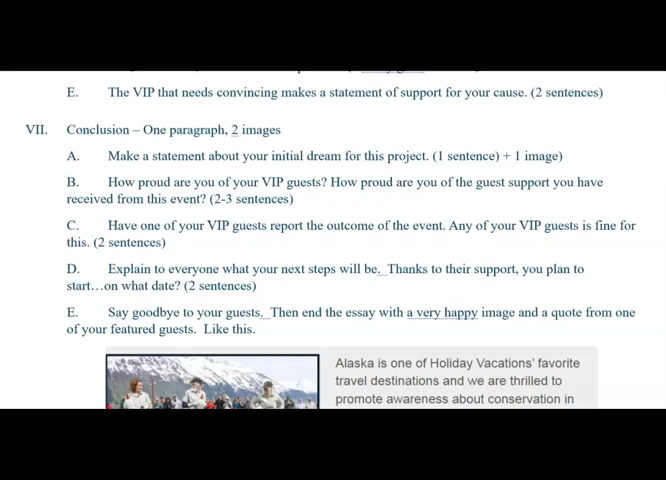 E. The VIP that needs convincing makes a statement of support for your cause. (2 sentences)
VII. Conclusion – One paragraph, 2 images
A. Make a statement about your initial dream for this project. (1 sentence) + 1 image)
B. How proud are you of your VIP guests? How proud are you of the guest support you have
received from this event? (2-3 sentences)
C. Have one of your VIP guests report the outcome of the event. Any of your VIP guests is fine for
this. (2 sentences)
D. Explain to everyone what your next steps will be. Thanks to their support, you plan to
start…on what date? (2 sentences)
E. Say goodbye to your guests. Then end the essay with a very happy image and a quote from one
of your featured guests. Like this.
Alaska is one of Holiday Vacations' favorite
travel destinations and we are thrilled to
promote awareness about conservation in